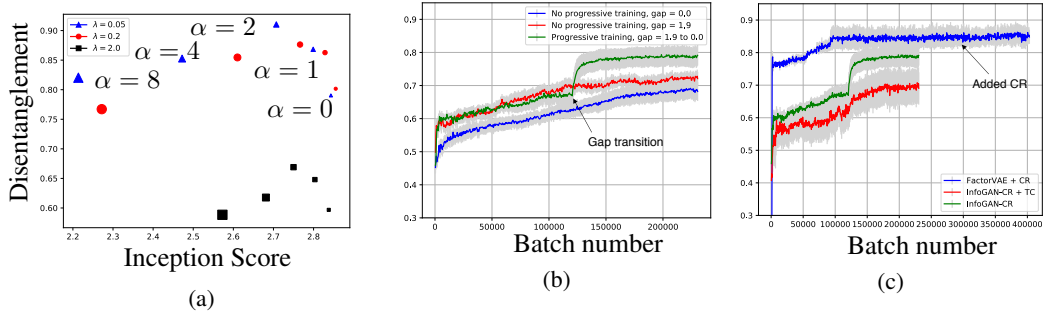 Disentanglement
0.90
0.85
0.80
0.75
0.70
0.65
0.60
λ = 0.05
λ = 0.2
λ = 2.0
α = 2
α = 4
α = 8
α = 1
α = 0
2.2 2.3 2.4 2.5 2.6 2.7 2.8
Inception Score
(a)
0.9
0.8
0.7
0.6
0.5
0.4
0.3
No progressive training, gap = 0,0
No progressive training, gap = 1,9
Progressive training, gap = 1.9 to 0.0
Gap transition
0 50000 100000 150000 200000
Batch number
(b)
0.9
0.8
0.7
0.6
0.5
0.4
0.3
Added CR
FactorVAE + CR
InfoGAN-CR + TC
InfoGAN-CR
0 50000 100000 150000 200000 250000 300000 350000 400000
Batch number
(c)